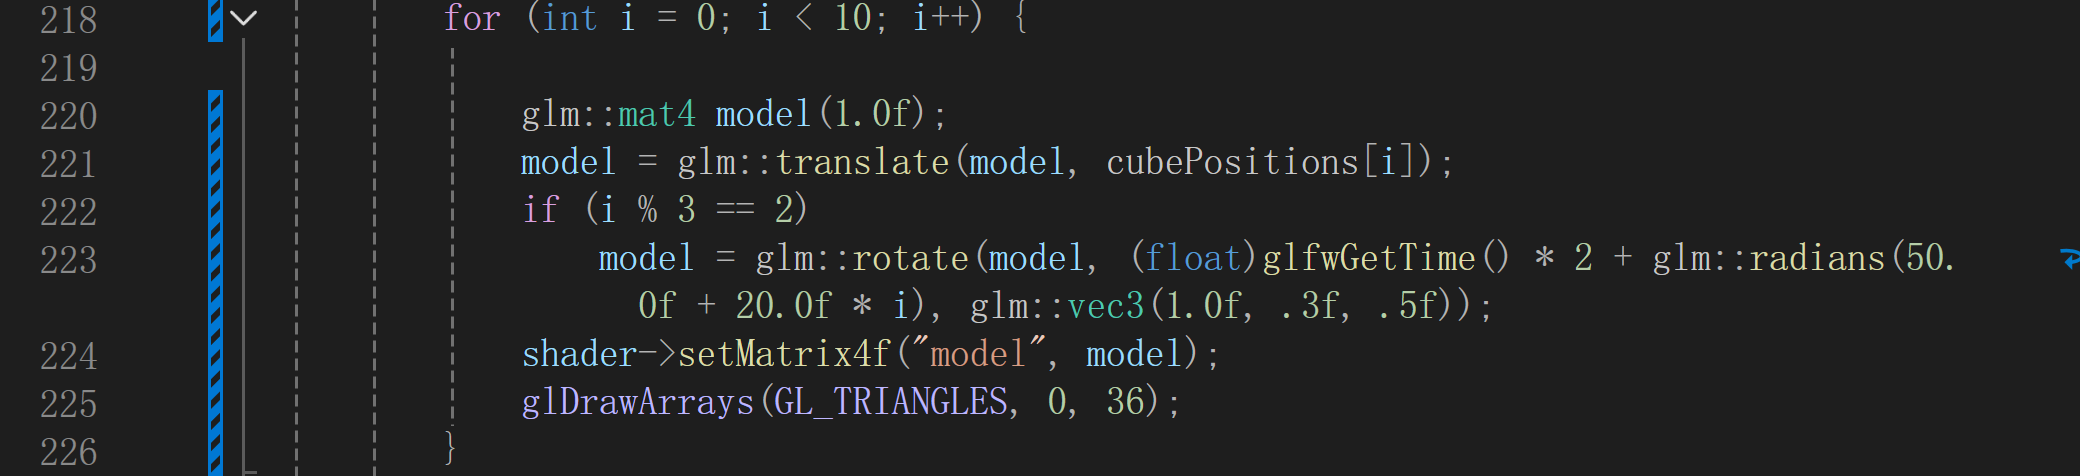 218 for (int i = 0; i < 10; i++) {
219
220 glm::mat4 model(1.0f);
221 model = glm::translate(model, cubePositions[i]);
222 if (i % 3 == 2)
223 model = glm::rotate(model, (float)glfwGetTime() * 2 + glm::radians(50.
0f + 20.0f * i), glm::vec3(1.0f, .3f, .5f));
224 shader->setMatrix4f("model", model);
225 glDrawArrays(GL_TRIANGLES, 0, 36);
226 }